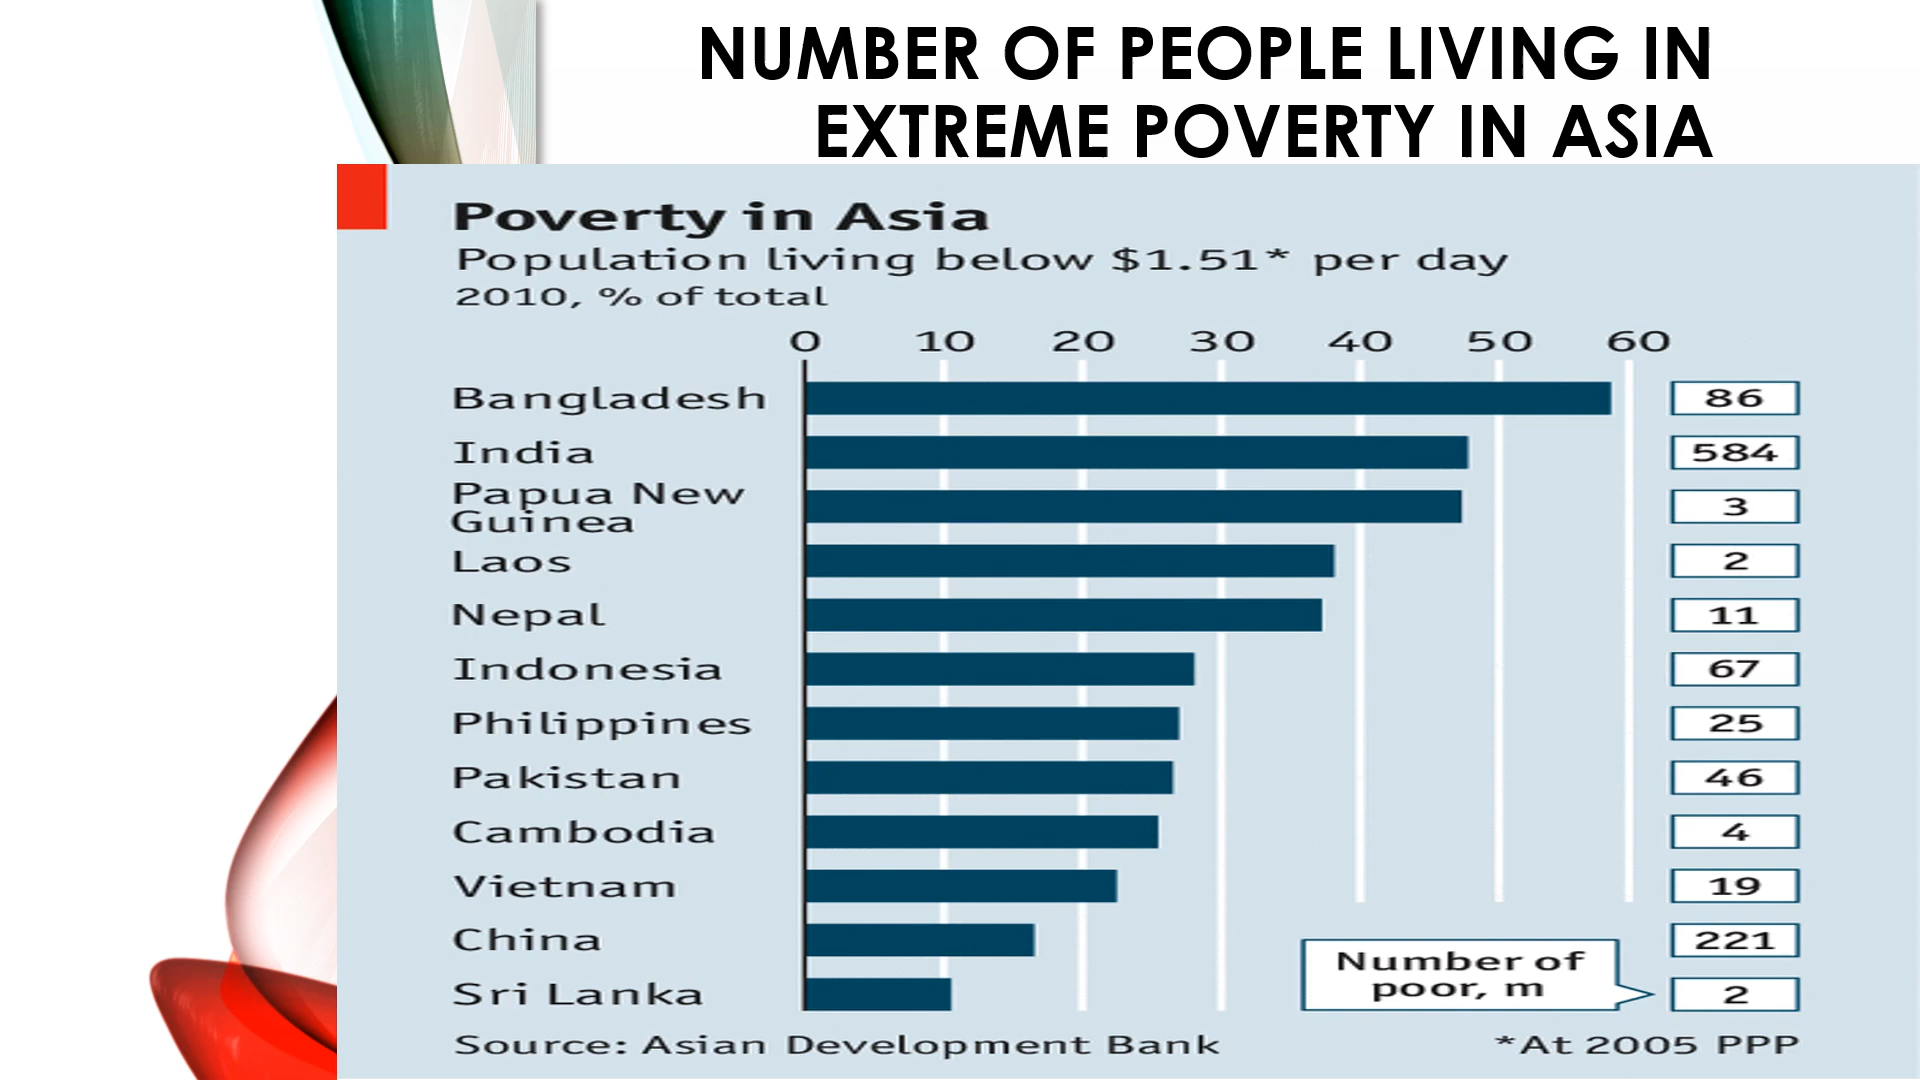 NUMBER OF PEOPLE LIVING IN
EXTREME POVERTY IN ASIA
Poverty in Asia
Population living below $1.51* per day
2010, % of total
0 10 20 30 40 50 60
Bangladesh 86
India 584
Papua New
Guinea 3
Laos 2
Nepal 11
Indonesia 67
Philippines 25
Pakistan 46
Cambodia 4
Vietnam 19
China 221
Number of
poor, m
Sri Lanka 2
Source: Asian Development Bank *At 2005 PPP